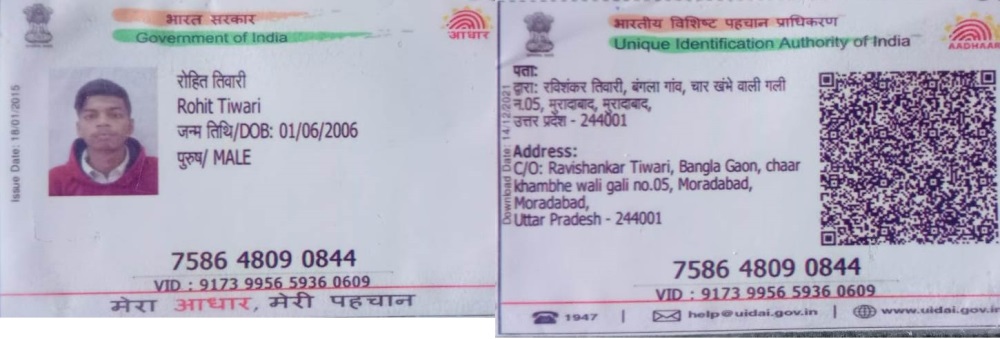 भारत सरकार
Government of India
आधार
Issue Date: 18/01/2015
रोहित तिवारी
Rohit Tiwari
जन्म तिथि/DOB: 01/06/2006
पुरुष/ MALE
7586 4809 0844
VID : 9173 9956 5936 0609
मेरा आधार, मेरी पहचान
भारतीय विशिष्ट पहचान प्राधिकरण
Unique Identification Authority of India
AADHAAR
Download Date: 14/12/2021
पता:
द्वारा: रविशंकर तिवारी, बंगला गांव, चार खंभे वाली गली
न.05, मुरादाबाद, मुरादाबाद,
उत्तर प्रदेश - 244001
Address:
C/O: Ravishankar Tiwari, Bangla Gaon, chaar
khambhe wali gali no.05, Moradabad,
Moradabad,
Uttar Pradesh - 244001
7586 4809 0844
VID : 9173 9956 5936 0609
1947 | help@uidai.gov.in | www.uidai.gov.in